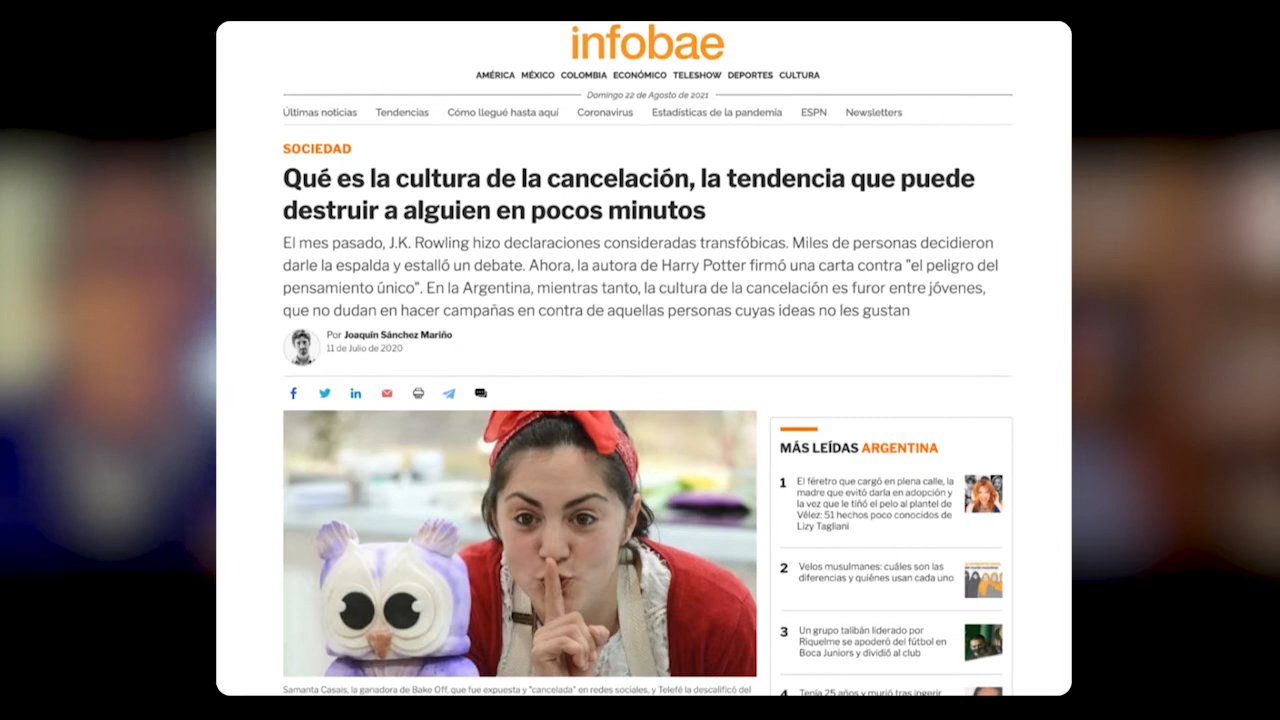 infobae
AMÉRICA MÉXICO COLOMBIA ECONÓMICO TELESHOW DEPORTES CULTURA
Domingo 22 de Agosto de 2021
Últimas noticias Tendencias Cómo llegué hasta aquí Coronavirus Estadísticas de la pandemia ESPN Newsletters
SOCIEDAD
Qué es la cultura de la cancelación, la tendencia que puede
destruir a alguien en pocos minutos
El mes pasado, J.K. Rowling hizo declaraciones consideradas transfóbicas. Miles de personas decidieron
darle la espalda y estalló un debate. Ahora, la autora de Harry Potter firmó una carta contra "el peligro del
pensamiento único". En la Argentina, mientras tanto, la cultura de la cancelación es furor entre jóvenes,
que no dudan en hacer campañas en contra de aquellas personas cuyas ideas no les gustan
Por Joaquín Sánchez Mariño
11 de Julio de 2020
Samanta Casais, la ganadora de Bake Off, que fue expuesta y "cancelada" en redes sociales, y Telefé la descalificó del
MÁS LEÍDAS ARGENTINA
1 El féretro que cargó en plena calle, la
madre que evitó darla en adopción y
la vez que le tiñó el pelo al plantel de
Vélez: 51 hechos poco conocidos de
Lizy Tagliani
2 Velos musulmanes: cuáles son las
diferencias y quiénes usan cada uno
3 Un grupo talibán liderado por
Riquelme se apoderó del fútbol en
Boca Juniors y dividió al club
4 Tenía 25 años y murió tras ingerir